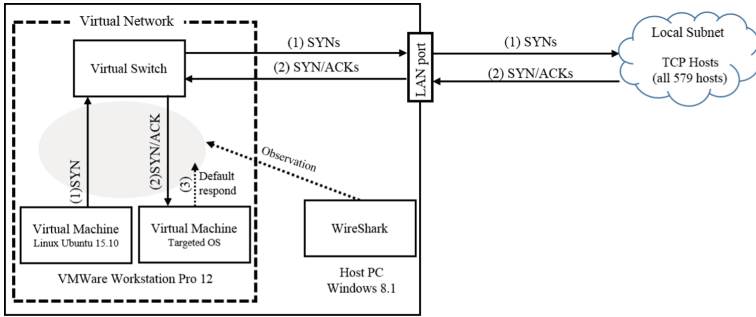 Virtual Network
Virtual Switch
(1) SYNs
(2) SYN/ACKs
LAN port
(1) SYNs
(2) SYN/ACKs
Local Subnet
TCP Hosts
(all 579 hosts)
(1)SYN
(2)SYN/ACK
(3)
Default
respond
Observation
Virtual Machine
Linux Ubuntu 15.10
Virtual Machine
Targeted OS
WireShark
VMWare Workstation Pro 12
Host PC
Windows 8.1